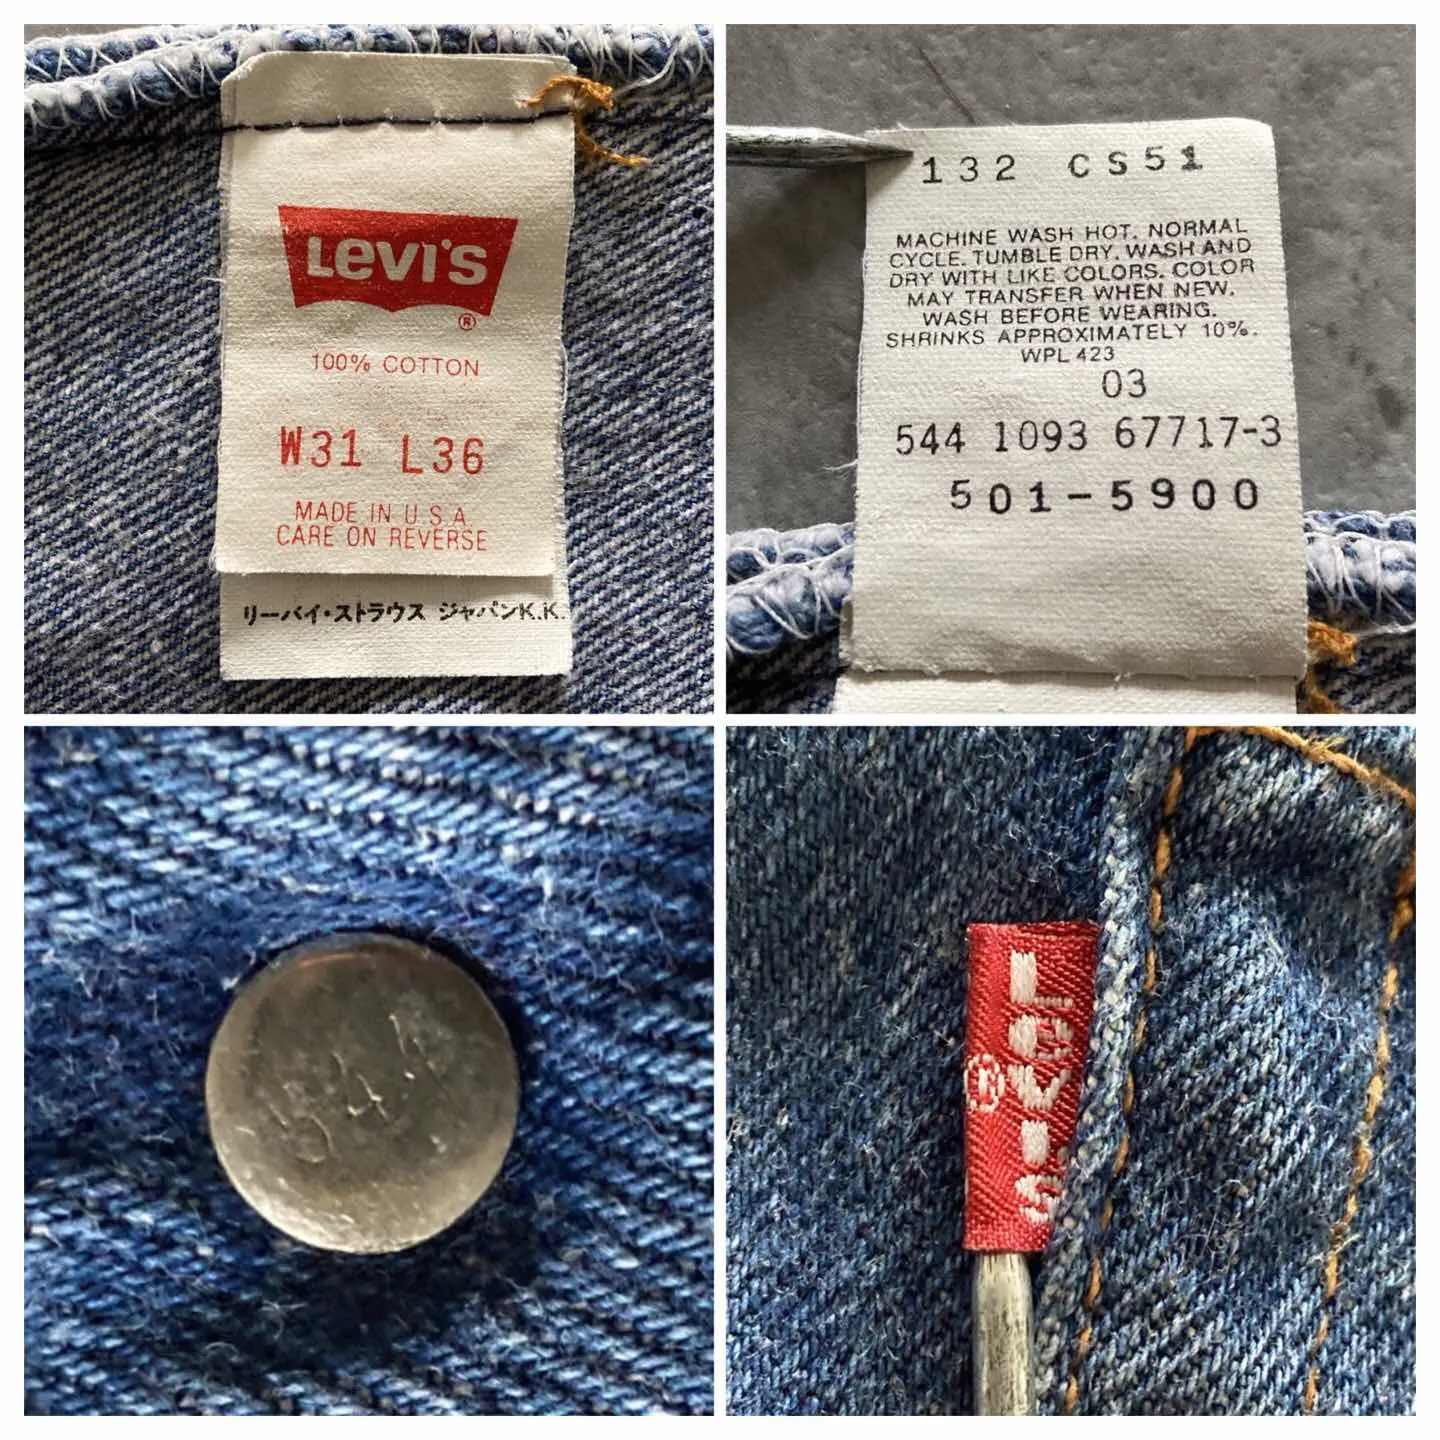 Levi's
®
100% COTTON
W31 L36
MADE IN U.S.A.
CARE ON REVERSE
リーバイ・ストラウス ジャパンK.K.
132 CS51
MACHINE WASH HOT. NORMAL
CYCLE. TUMBLE DRY. WASH AND
DRY WITH LIKE COLORS. COLOR
MAY TRANSFER WHEN NEW.
WASH BEFORE WEARING.
SHRINKS APPROXIMATELY 10%.
WPL 423
03
544 1093 67717-3
501-5900
544
LEVI'S
®